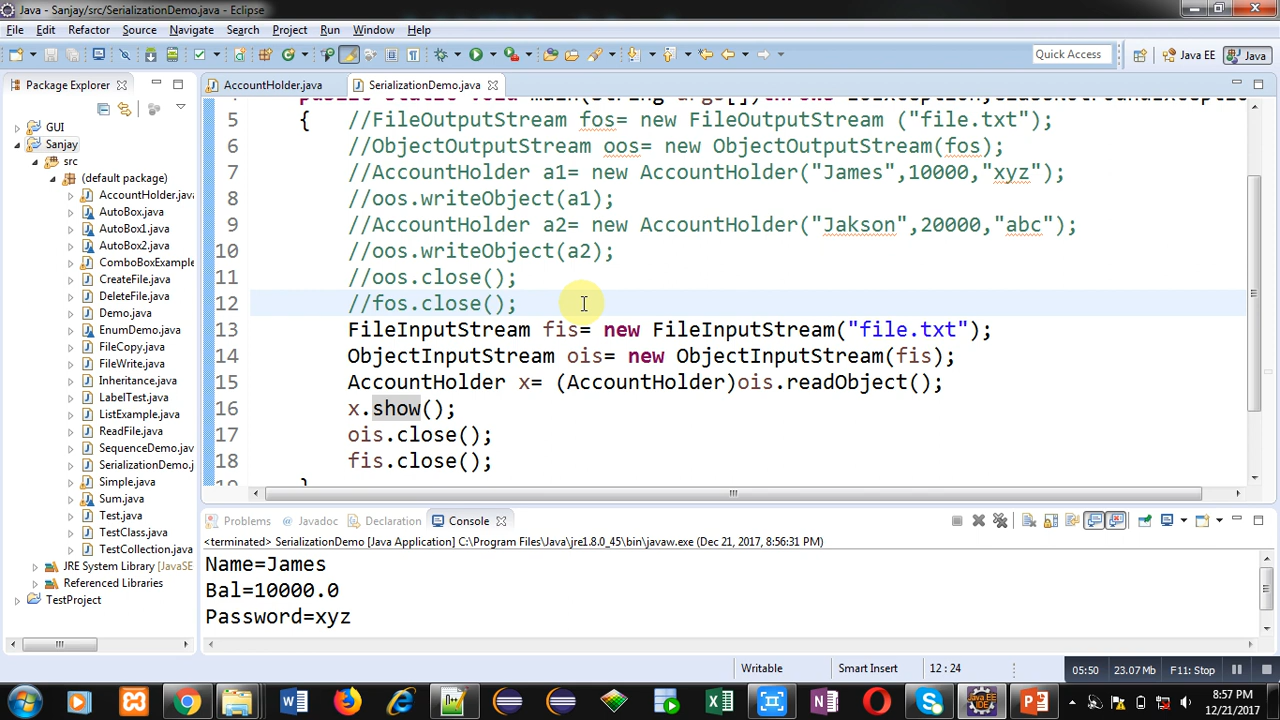 Java - Sanjay/src/SerializationDemo.java - Eclipse
File Edit Refactor Source Navigate Search Project Run Window Help
Quick Access Java EE Java
Package Explorer
AccountHolder.java SerializationDemo.java
GUI
Sanjay
src
(default package)
AccountHolder.java
AutoBox.java
AutoBox1.java
AutoBox2.java
ComboBoxExample
CreateFile.java
DeleteFile.java
Demo.java
EnumDemo.java
FileCopy.java
FileWrite.java
Inheritance.java
LabelTest.java
ListExample.java
ReadFile.java
SequenceDemo.jav
SerializationDemo.j
Simple.java
Sum.java
Test.java
TestClass.java
TestCollection.java
JRE System Library [JavaSE
Referenced Libraries
TestProject
5 { //FileOutputStream fos= new FileOutputStream ("file.txt");
6 //ObjectOutputStream oos= new ObjectOutputStream(fos);
7 //AccountHolder a1= new AccountHolder("James",10000,"xyz");
8 //oos.writeObject(a1);
9 //AccountHolder a2= new AccountHolder("Jakson",20000,"abc");
10 //oos.writeObject(a2);
11 //oos.close();
12 //fos.close();
13 FileInputStream fis= new FileInputStream("file.txt");
14 ObjectInputStream ois= new ObjectInputStream(fis);
15 AccountHolder x= (AccountHolder)ois.readObject();
16 x.show();
17 ois.close();
18 fis.close();
Problems Javadoc Declaration Console
<terminated> SerializationDemo [Java Application] C:\Program Files\Java\jre1.8.0_45\bin\javaw.exe (Dec 21, 2017, 8:56:31 PM)
Name=James
Bal=10000.0
Password=xyz
Writable Smart Insert 12 : 24
05:50 23.07 Mb F11: Stop
8:57 PM
12/21/2017